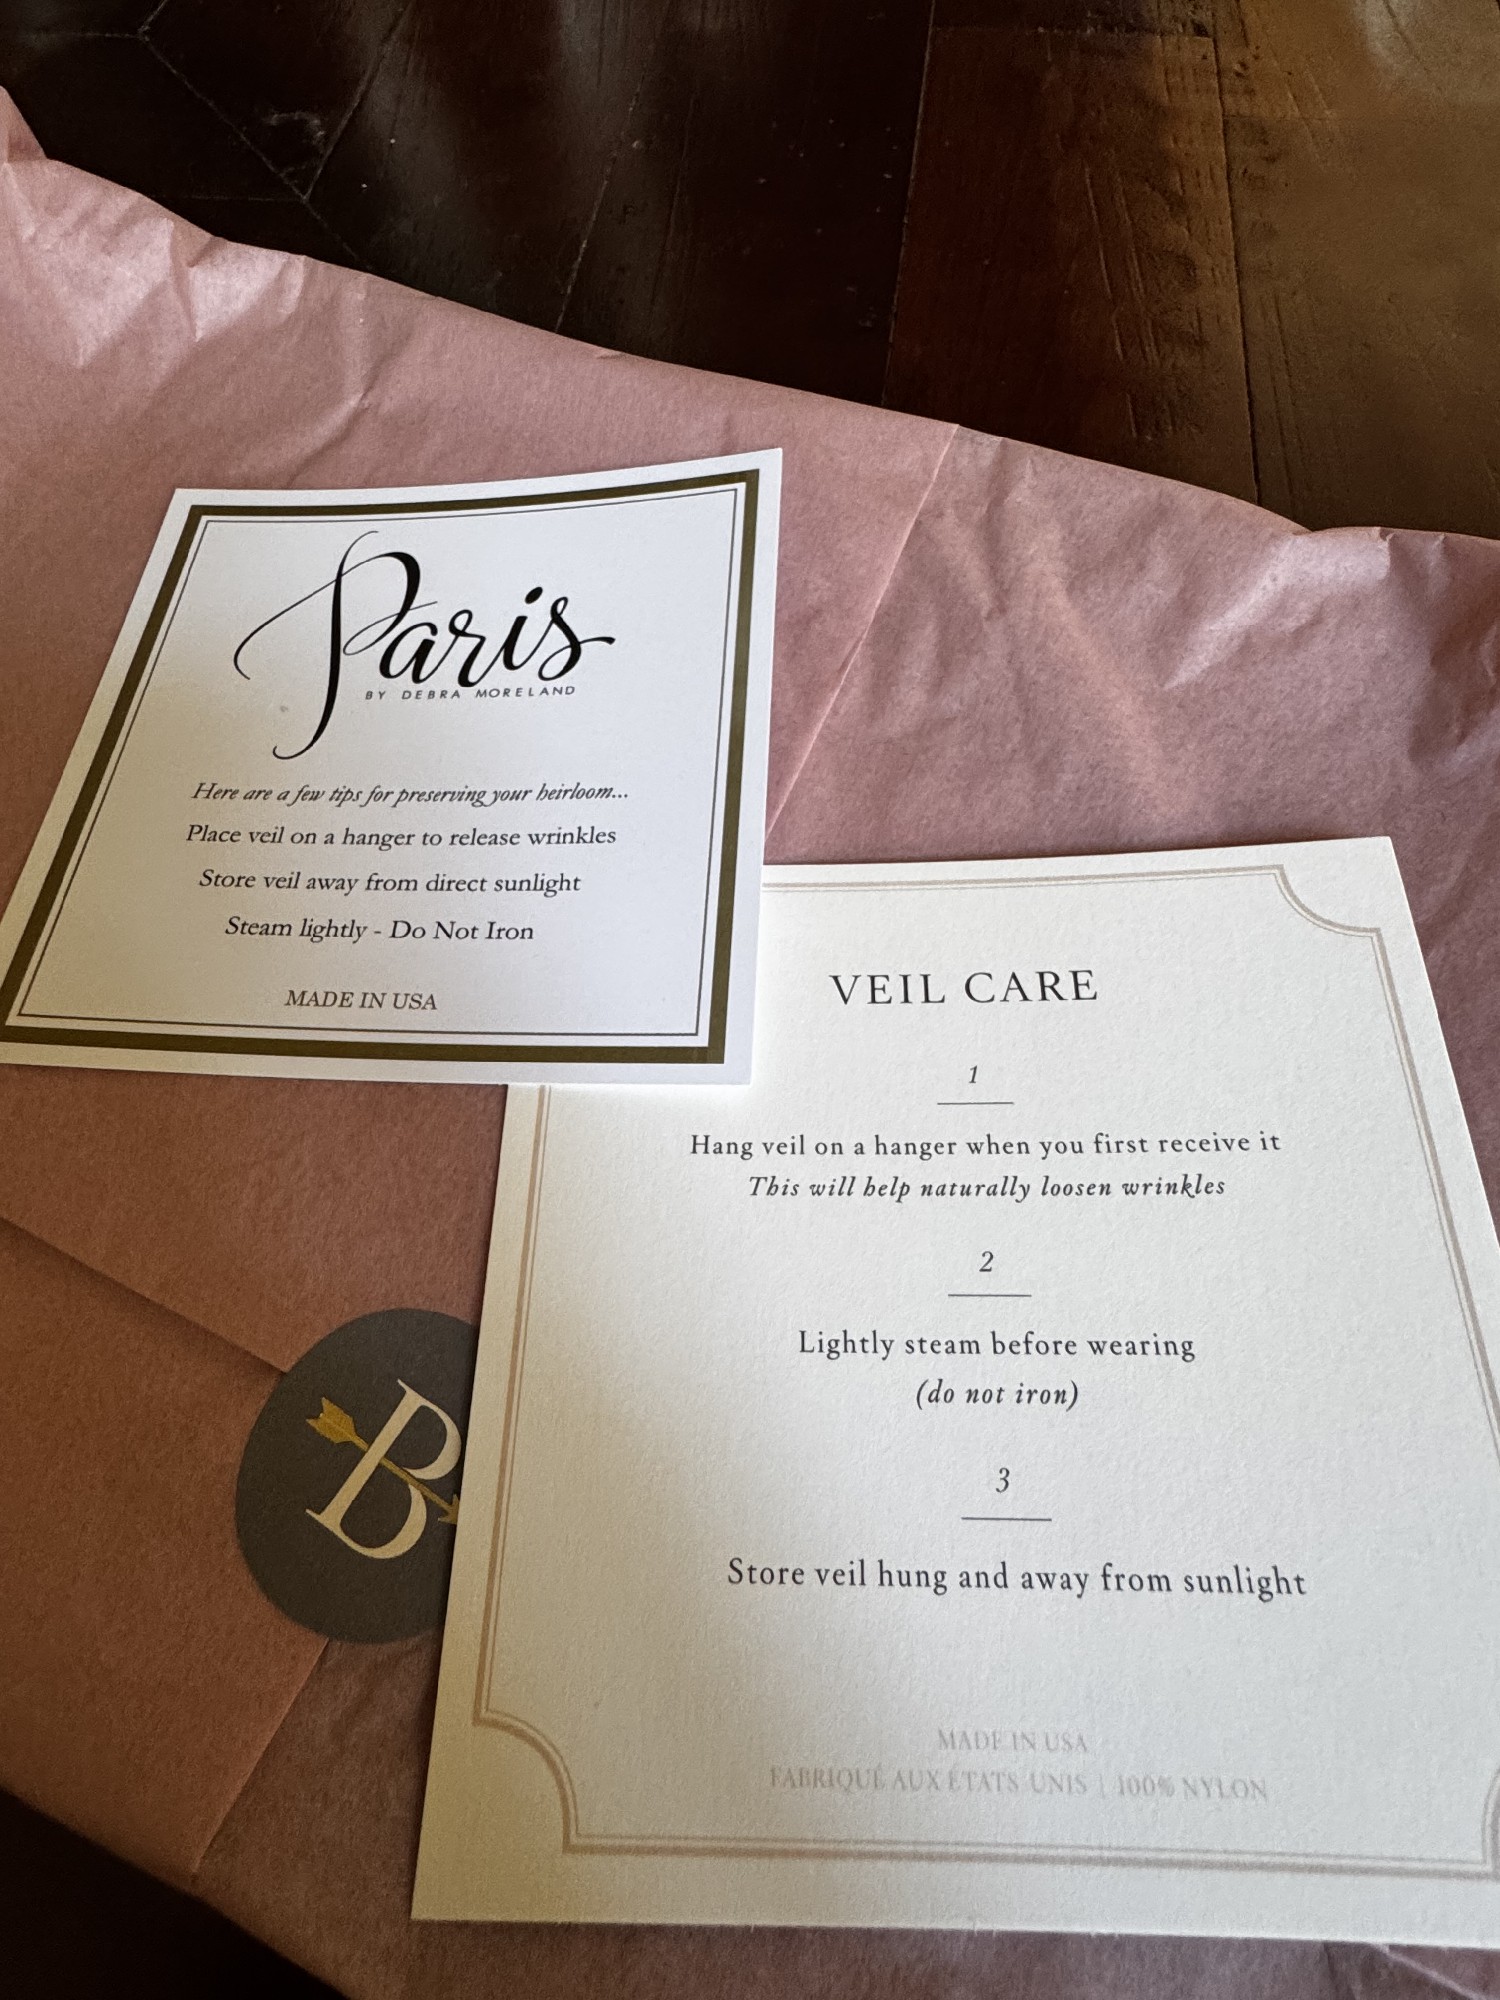 Paris
BY DEBRA MORELAND
Here are a few tips for preserving your heirloom...
Place veil on a hanger to release wrinkles
Store veil away from direct sunlight
Steam lightly - Do Not Iron
MADE IN USA
VEIL CARE
1
Hang veil on a hanger when you first receive it
This will help naturally loosen wrinkles
2
Lightly steam before wearing
(do not iron)
3
Store veil hung and away from sunlight
MADE IN USA
FABRIQUÉ AUX ÉTATS UNIS | 100% NYLON
B